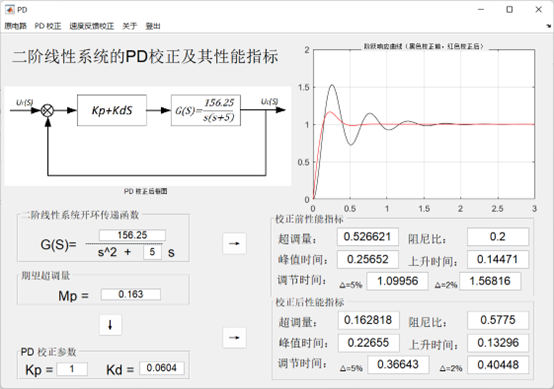 PD
原电路 PD 校正 速度反馈校正 关于 登出
二阶线性系统的PD校正及其性能指标
Ui(S)
Kp+KdS
G(S)=156.25/s(s+5)
Uo(S)
PD 校正后框图
阶跃响应曲线（黑色校正前，红色校正后）
2
1.5
1
0.5
0
0 0.5 1 1.5 2 2.5 3
二阶线性系统开环传递函数
156.25
G(S)=
s^2 + 5 s
期望超调量
Mp = 0.163
PD 校正参数
Kp = 1 Kd = 0.0604
校正前性能指标
超调量： 0.526621 阻尼比： 0.2
峰值时间： 0.25652 上升时间： 0.14471
调节时间： Δ=5% 1.09956 Δ=2% 1.56816
校正后性能指标
超调量： 0.162818 阻尼比： 0.5775
峰值时间： 0.22655 上升时间： 0.13296
调节时间： Δ=5% 0.36643 Δ=2% 0.40448